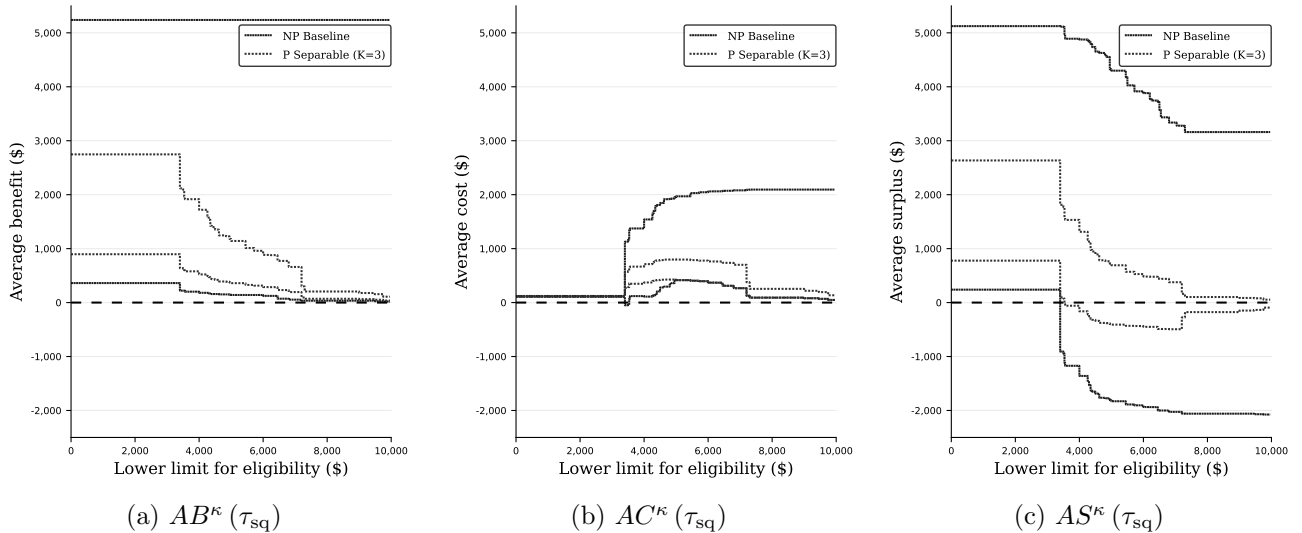 5,000
4,000
3,000
2,000
1,000
0
-1,000
-2,000
Average benefit ($)
NP Baseline
P Separable (K=3)
0
2,000
4,000
6,000
8,000
10,000
Lower limit for eligibility ($)
(a) AB^κ (τ_sq)
5,000
4,000
3,000
2,000
1,000
0
-1,000
-2,000
Average cost ($)
NP Baseline
P Separable (K=3)
0
2,000
4,000
6,000
8,000
10,000
Lower limit for eligibility ($)
(b) AC^κ (τ_sq)
5,000
4,000
3,000
2,000
1,000
0
-1,000
-2,000
Average surplus ($)
NP Baseline
P Separable (K=3)
0
2,000
4,000
6,000
8,000
10,000
Lower limit for eligibility ($)
(c) AS^κ (τ_sq)